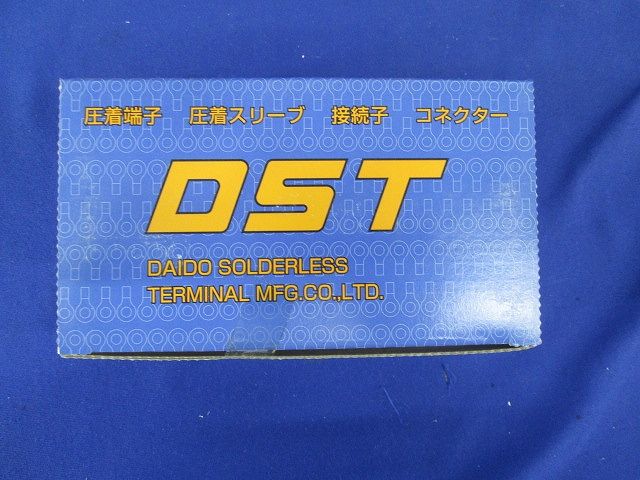 圧着端子 圧着スリーブ 接続子 コネクター
DST
DAIDO SOLDERLESS
TERMINAL MFG.CO.,LTD.